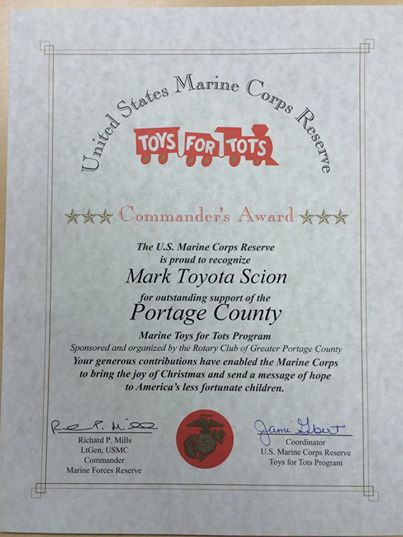 United States Marine Corps Reserve
TOYS FOR TOTS
Commander's Award
The U.S. Marine Corps Reserve
is proud to recognize
Mark Toyota Scion
for outstanding support of the
Portage County
Marine Toys for Tots Program
Sponsored and organized by the Rotary Club of Greater Portage County
Your generous contributions have enabled the Marine Corps
to bring the joy of Christmas and send a message of hope
to America's less fortunate children.
Richard P. Mills
LtGen, USMC
Commander
Marine Forces Reserve
Coordinator
U.S. Marine Corps Reserve
Toys for Tots Program